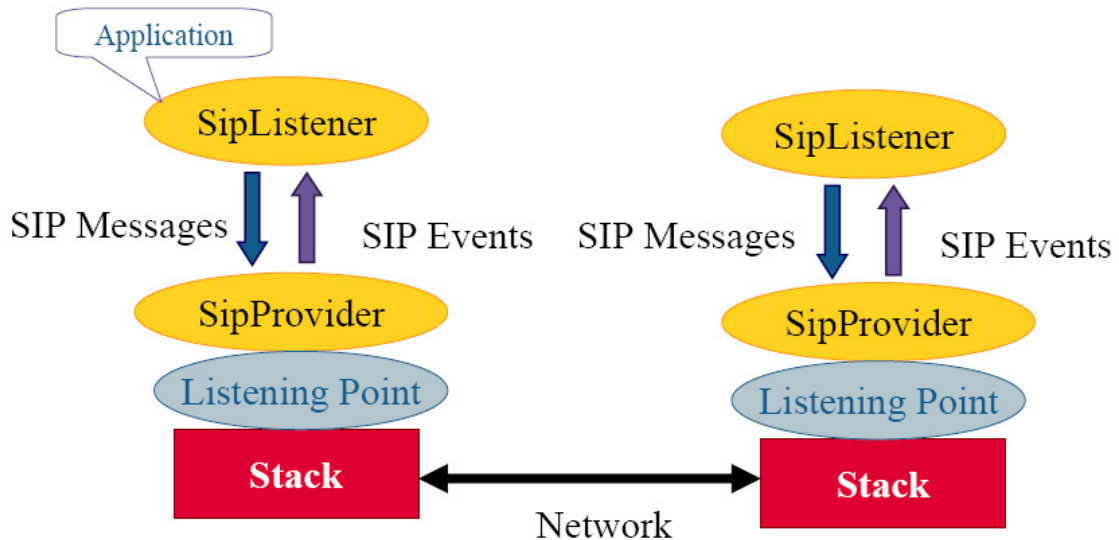 Application
SipListener
SIP Messages
SIP Events
SipProvider
Listening Point
Stack
SipListener
SIP Messages
SIP Events
SipProvider
Listening Point
Stack
Network